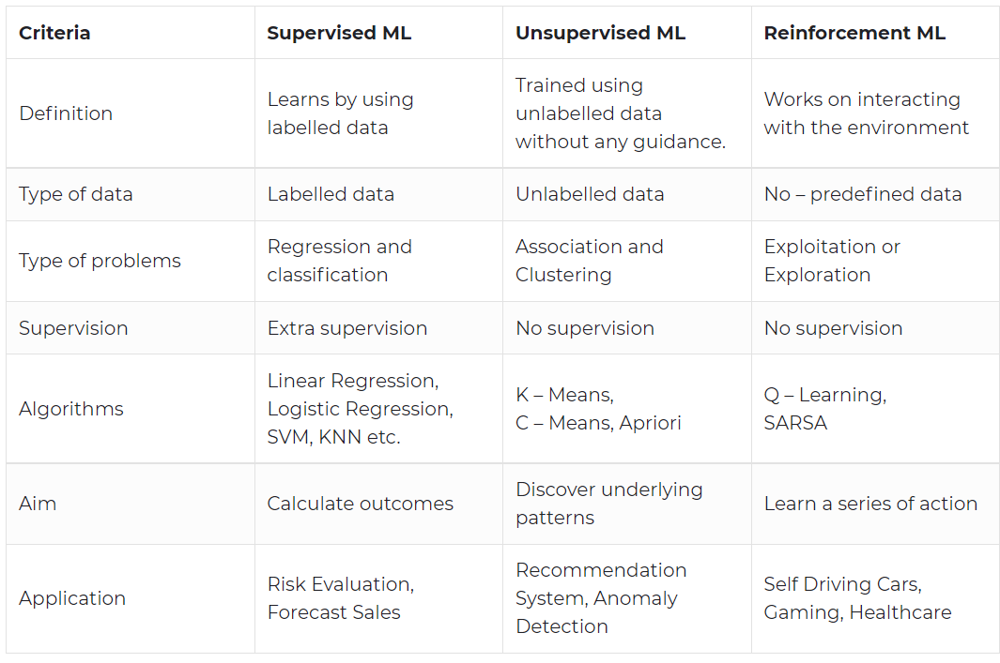 Criteria
Supervised ML
Unsupervised ML
Reinforcement ML
Definition
Learns by using
labelled data
Trained using
unlabelled data
without any guidance.
Works on interacting
with the environment
Type of data
Labelled data
Unlabelled data
No – predefined data
Type of problems
Regression and
classification
Association and
Clustering
Exploitation or
Exploration
Supervision
Extra supervision
No supervision
No supervision
Algorithms
Linear Regression,
Logistic Regression,
SVM, KNN etc.
K – Means,
C – Means, Apriori
Q – Learning,
SARSA
Aim
Calculate outcomes
Discover underlying
patterns
Learn a series of action
Application
Risk Evaluation,
Forecast Sales
Recommendation
System, Anomaly
Detection
Self Driving Cars,
Gaming, Healthcare